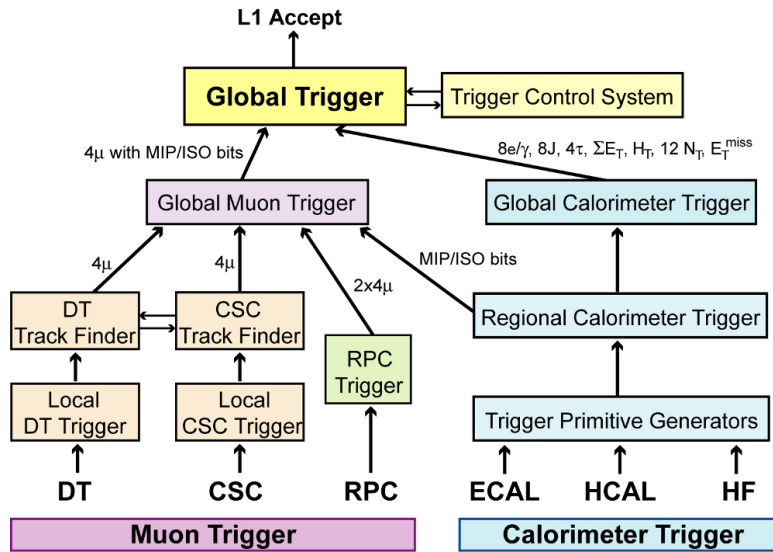 L1 Accept
Global Trigger
Trigger Control System
4μ with MIP/ISO bits
8e/γ, 8J, 4τ, ΣE_T, H_T, 12 N_T, E_T^miss
Global Muon Trigger
Global Calorimeter Trigger
4μ
4μ
2x4μ
MIP/ISO bits
DT
Track Finder
CSC
Track Finder
Regional Calorimeter Trigger
RPC
Trigger
Local
DT Trigger
Local
CSC Trigger
Trigger Primitive Generators
DT
CSC
RPC
ECAL
HCAL
HF
Muon Trigger
Calorimeter Trigger